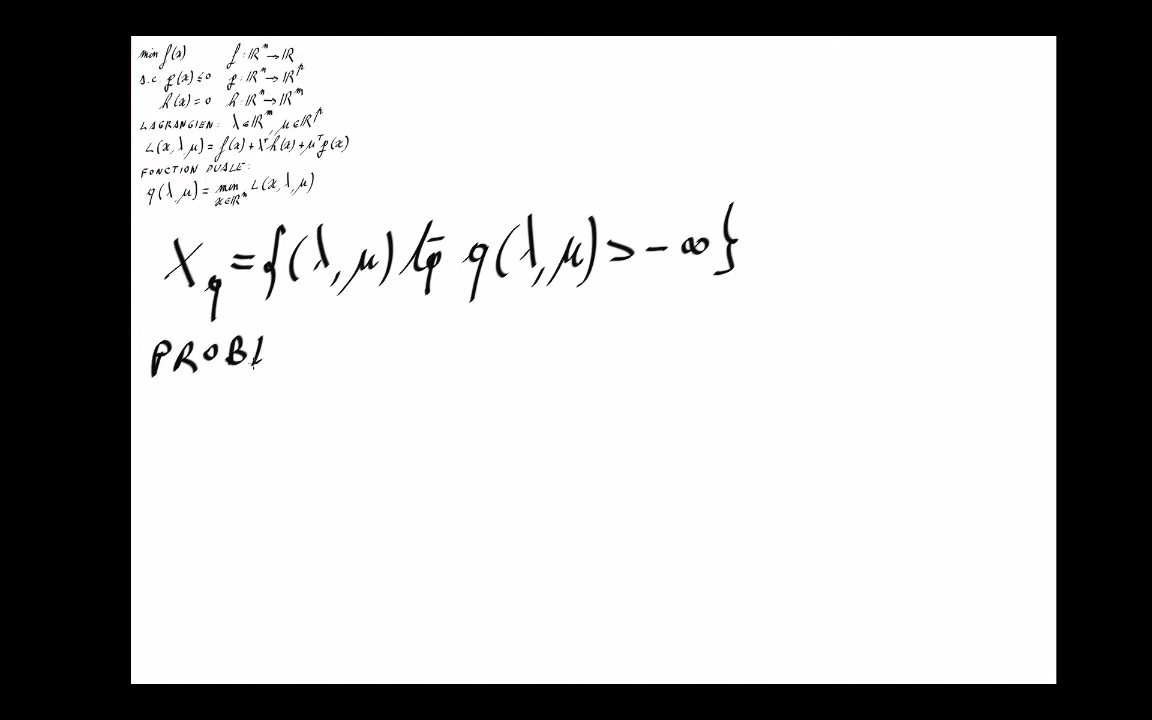 min f(x) f : ℝⁿ → ℝ
s.c. g(x) ≤ 0 g : ℝⁿ → ℝᵖ
h(x) = 0 h : ℝⁿ → ℝᵐ
LAGRANGIEN : λ ∈ ℝᵐ, μ ∈ ℝᵖ
L(x, λ, μ) = f(x) + λᵀh(x) + μᵀg(x)
FONCTION DUALE :
q(λ, μ) = min L(x, λ, μ)
x ∈ ℝⁿ
X_q = {(λ, μ) tq q(λ, μ) > −∞}
PROBL